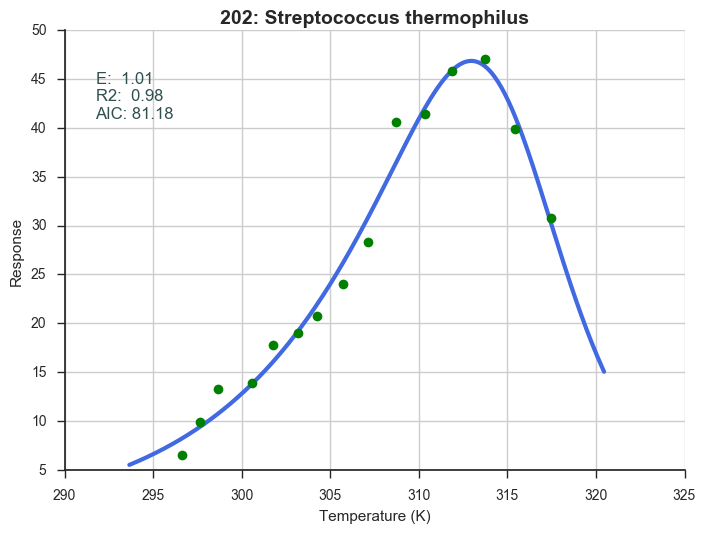 202: Streptococcus thermophilus
E:  1.01
R2:  0.98
AIC: 81.18
Response
50
45
40
35
30
25
20
15
10
5
290 295 300 305 310 315 320 325
Temperature (K)